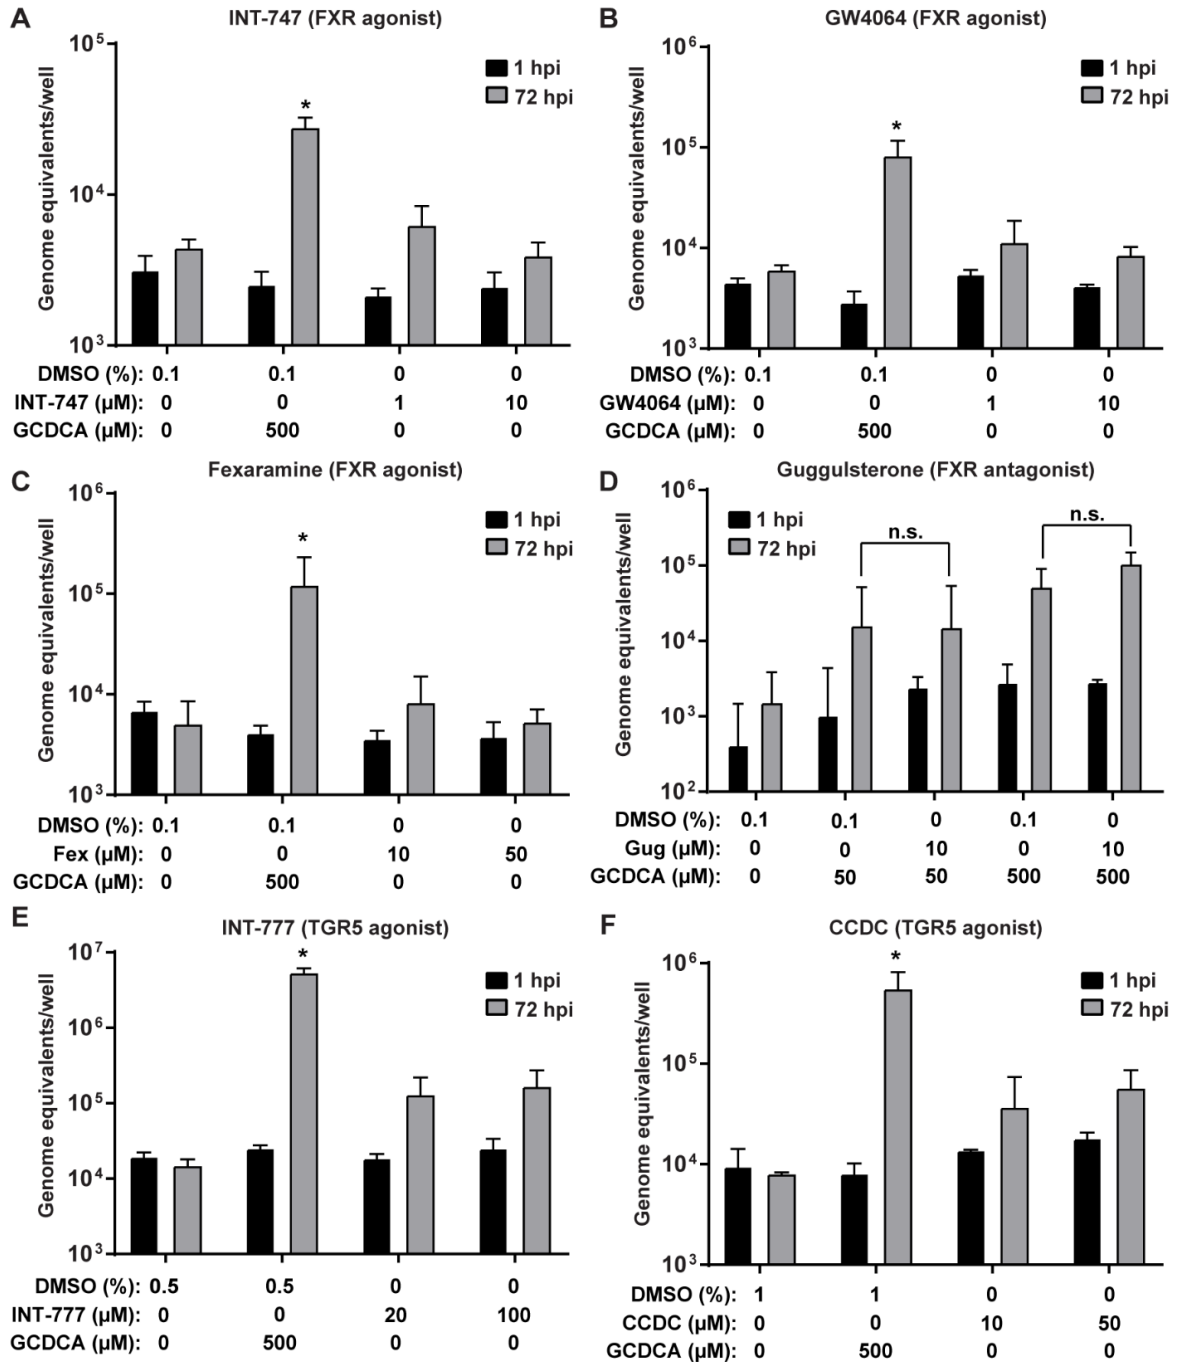 A
INT-747 (FXR agonist)
Genome equivalents/well
10^5
10^4
10^3
1 hpi
72 hpi
*
DMSO (%): 0.1 0.1 0 0
INT-747 (µM): 0 0 1 10
GCDCA (µM): 0 500 0 0
B
GW4064 (FXR agonist)
Genome equivalents/well
10^6
10^5
10^4
10^3
1 hpi
72 hpi
*
DMSO (%): 0.1 0.1 0 0
GW4064 (µM): 0 0 1 10
GCDCA (µM): 0 500 0 0
C
Fexaramine (FXR agonist)
Genome equivalents/well
10^6
10^5
10^4
10^3
1 hpi
72 hpi
*
DMSO (%): 0.1 0.1 0 0
Fex (µM): 0 0 10 50
GCDCA (µM): 0 500 0 0
D
Guggulsterone (FXR antagonist)
Genome equivalents/well
10^6
10^5
10^4
10^3
10^2
1 hpi
72 hpi
n.s.
n.s.
DMSO (%): 0.1 0.1 0 0.1 0
Gug (µM): 0 0 10 0 10
GCDCA (µM): 0 50 50 500 500
E
INT-777 (TGR5 agonist)
Genome equivalents/well
10^7
10^6
10^5
10^4
10^3
1 hpi
72 hpi
*
DMSO (%): 0.5 0.5 0 0
INT-777 (µM): 0 0 20 100
GCDCA (µM): 0 500 0 0
F
CCDC (TGR5 agonist)
Genome equivalents/well
10^6
10^5
10^4
10^3
1 hpi
72 hpi
*
DMSO (%): 1 1 0 0
CCDC (µM): 0 0 10 50
GCDCA (µM): 0 500 0 0